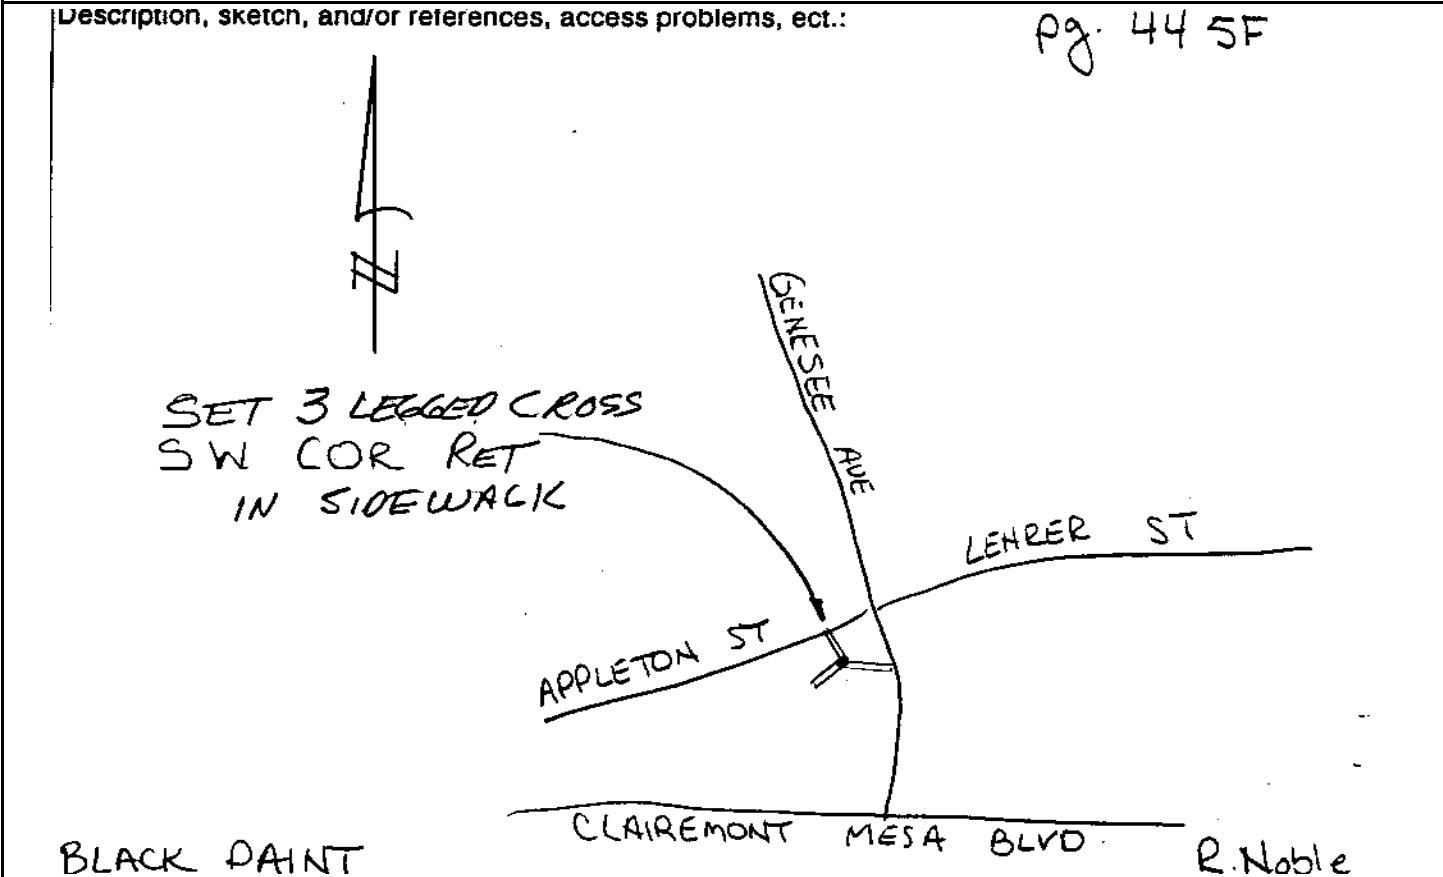 Description, sketch, and/or references, access problems, ect.:
pg. 44 5F
N
SET 3 LEGGED CROSS
SW COR RET
IN SIDEWALK
GENESEE AVE
LEHRER ST
APPLETON ST
CLAIREMONT MESA BLVD.
BLACK PAINT
R. Noble